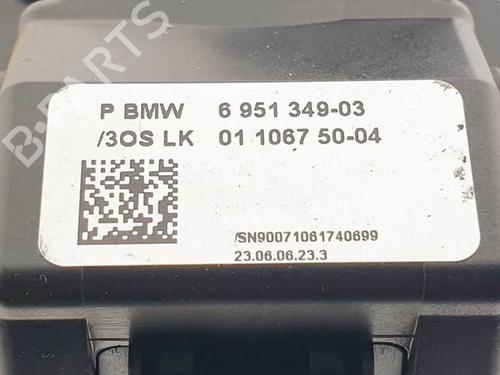 B-PARTS
P BMW 6 951 349-03
/3OS LK 01 1067 50-04
/SN90071061740699
23.06.06.23.3